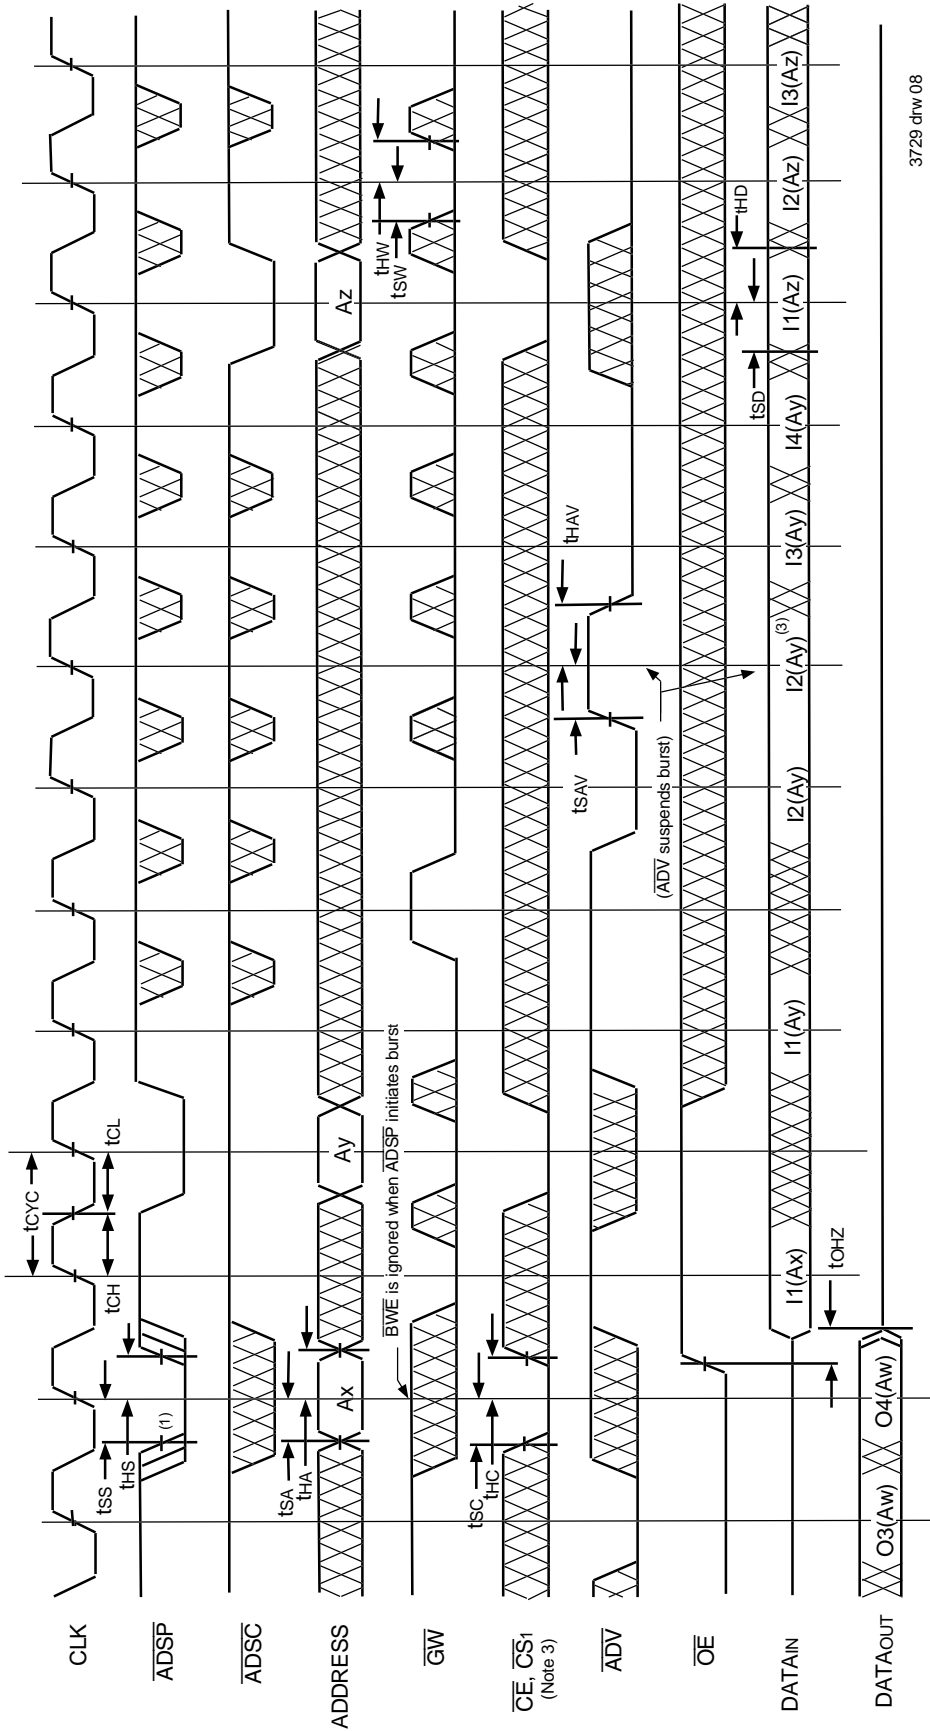 CLK
tCYC
tCH
tCL
ADSP
tSS
tHS
(1)
ADSC
ADDRESS
tSA
tHA
Ax
Ay
Az
GW
BWE is ignored when ADSP initiates burst
tHW
tSW
CE, CS1
(Note 3)
tSC
tHC
ADV
tSAV
tHAV
(ADV suspends burst)
OE
DATAIN
tSD
tHD
I1(Ax)
I1(Ay)
I2(Ay)
I2(Ay)(3)
I3(Ay)
I4(Ay)
I1(Az)
I2(Az)
I3(Az)
tOHZ
DATAOUT
O3(Aw)
O4(Aw)
3729 drw 08